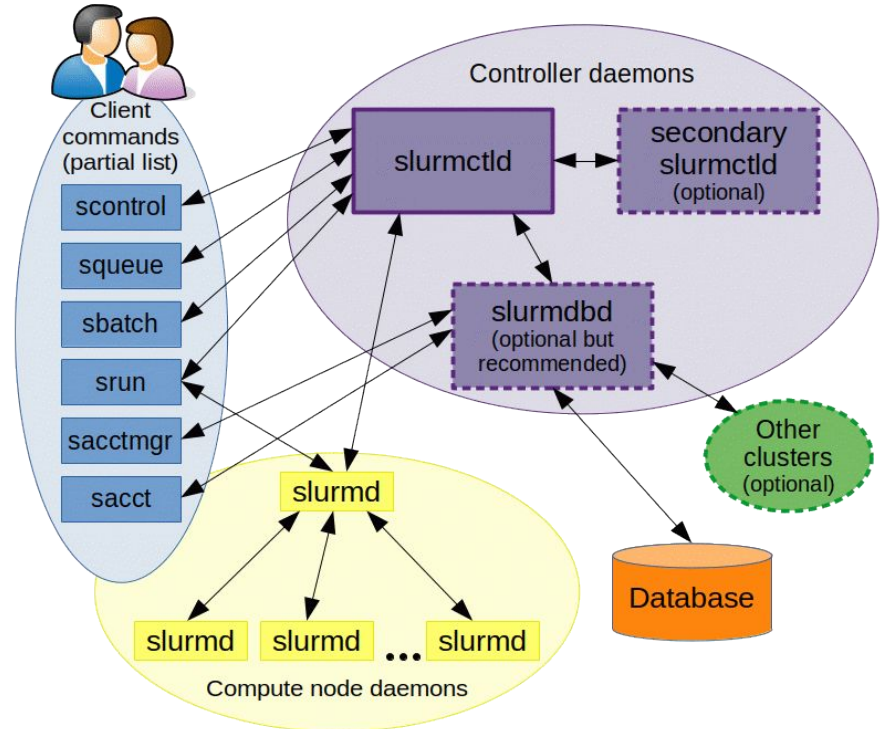 Client
commands
(partial list)
scontrol
squeue
sbatch
srun
sacctmgr
sacct
Controller daemons
slurmctld
secondary
slurmctld
(optional)
slurmdbd
(optional but
recommended)
Other
clusters
(optional)
Database
slurmd
slurmd
slurmd
...
slurmd
Compute node daemons